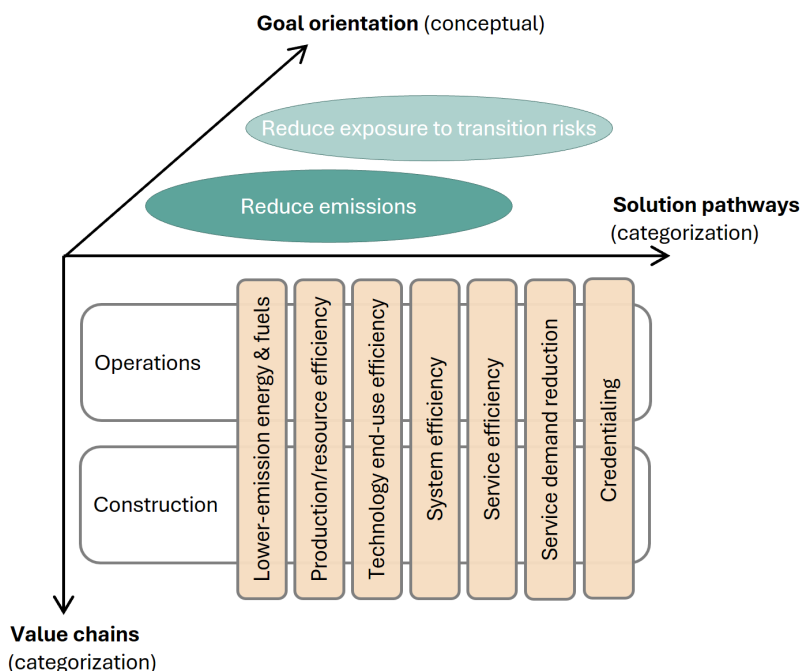 Goal orientation (conceptual)
Reduce exposure to transition risks
Reduce emissions
Solution pathways
(categorization)
Operations
Construction
Lower-emission energy & fuels
Production/resource efficiency
Technology end-use efficiency
System efficiency
Service efficiency
Service demand reduction
Credentialing
Value chains
(categorization)